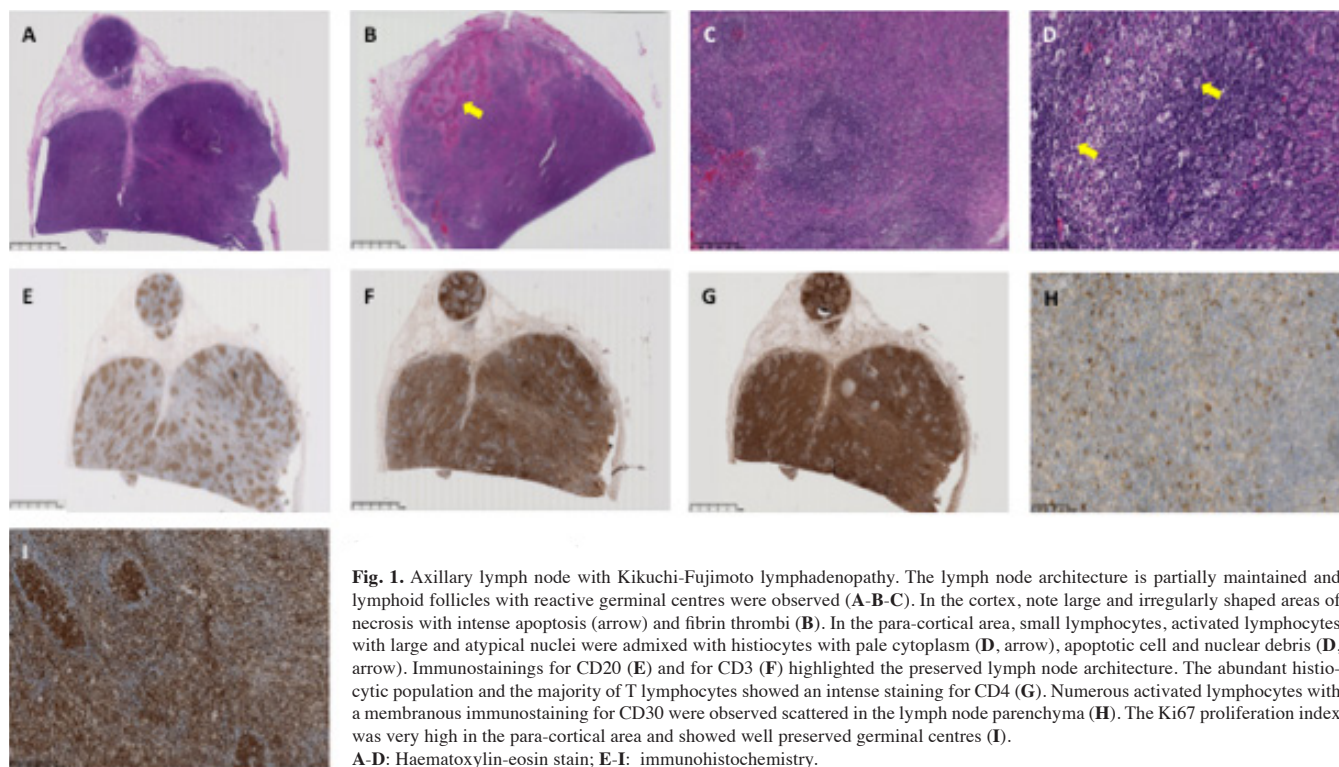 A
B
C
D
E
F
G
H
I
Fig. 1. Axillary lymph node with Kikuchi-Fujimoto lymphadenopathy. The lymph node architecture is partially maintained and
lymphoid follicles with reactive germinal centres were observed (A-B-C). In the cortex, note large and irregularly shaped areas of
necrosis with intense apoptosis (arrow) and fibrin thrombi (B). In the para-cortical area, small lymphocytes, activated lymphocytes
with large and atypical nuclei were admixed with histiocytes with pale cytoplasm (D, arrow), apoptotic cell and nuclear debris (D,
arrow). Immunostainings for CD20 (E) and for CD3 (F) highlighted the preserved lymph node architecture. The abundant histio-
cytic population and the majority of T lymphocytes showed an intense staining for CD4 (G). Numerous activated lymphocytes with
a membranous immunostaining for CD30 were observed scattered in the lymph node parenchyma (H). The Ki67 proliferation index
was very high in the para-cortical area and showed well preserved germinal centres (I).
A-D: Haematoxylin-eosin stain; E-I: immunohistochemistry.